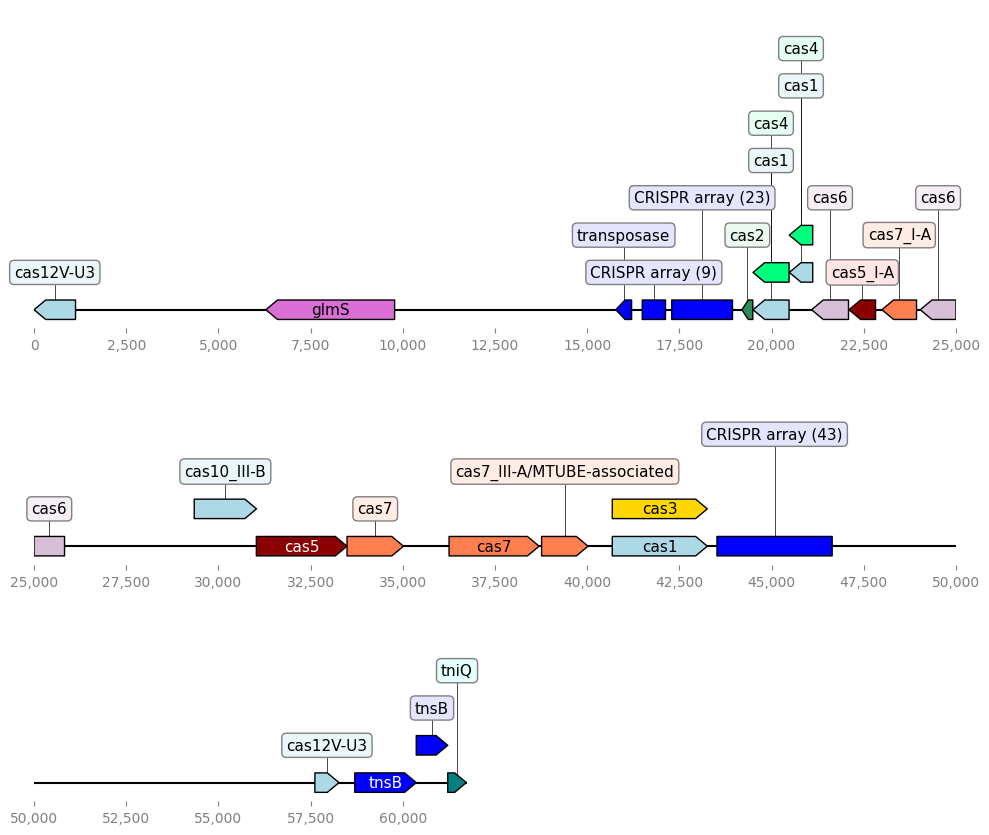 cas4
cas1
cas4
cas1
CRISPR array (23) cas6 cas6
transposase cas2 cas7_I-A
cas12V-U3 CRISPR array (9) cas5_I-A
glmS
0 2,500 5,000 7,500 10,000 12,500 15,000 17,500 20,000 22,500 25,000
CRISPR array (43)
cas10_III-B cas7_III-A/MTUBE-associated
cas6 cas7 cas3
cas5 cas7 cas1
25,000 27,500 30,000 32,500 35,000 37,500 40,000 42,500 45,000 47,500 50,000
tniQ
tnsB
cas12V-U3
tnsB
50,000 52,500 55,000 57,500 60,000